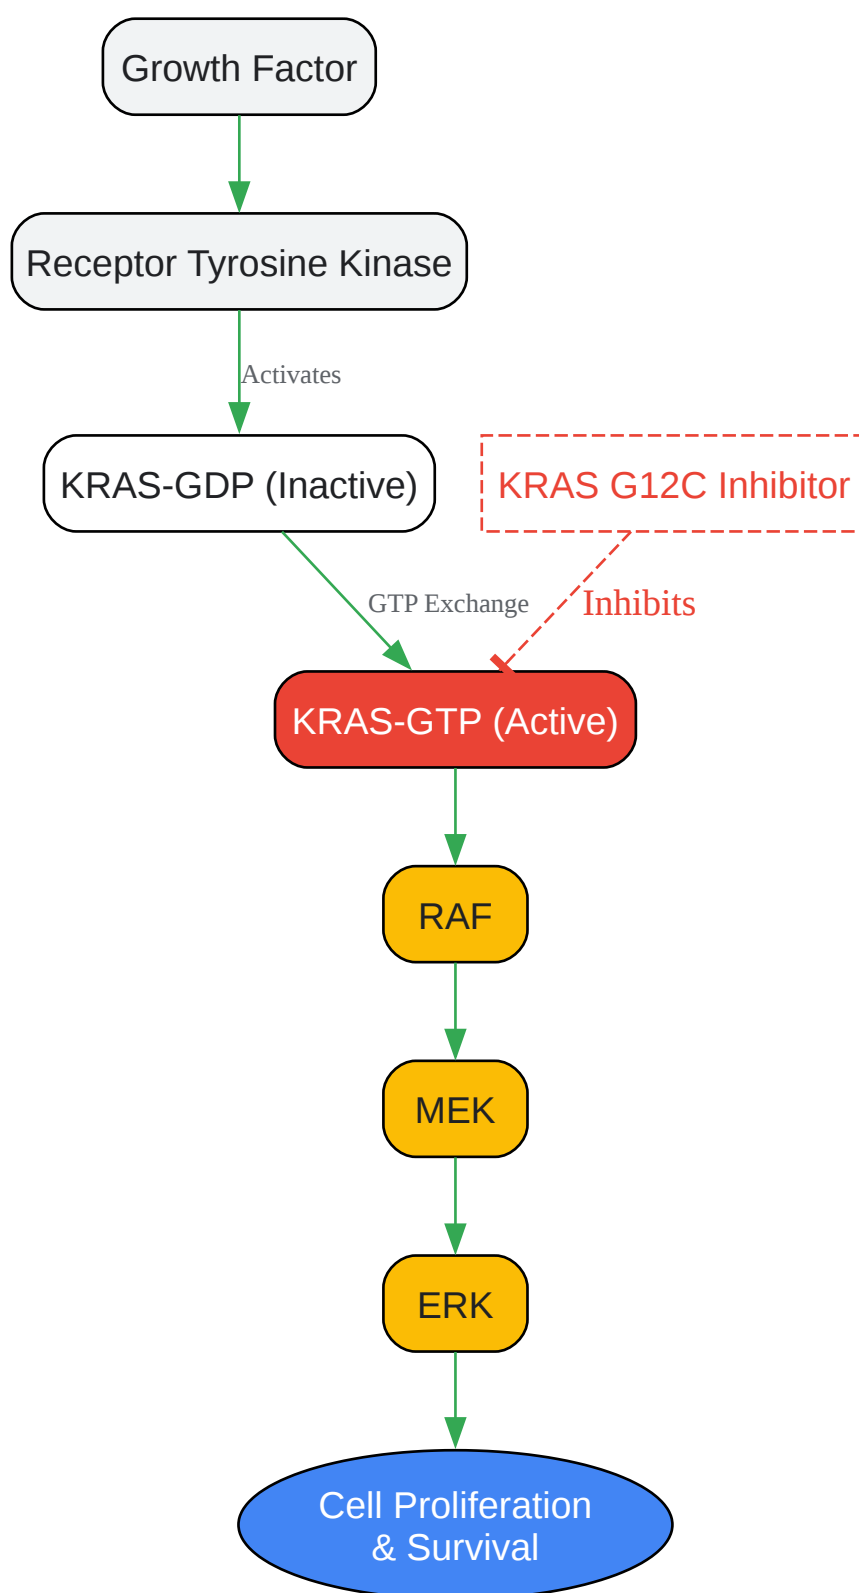 Growth Factor
Receptor Tyrosine Kinase
Activates
KRAS-GDP (Inactive)
KRAS G12C Inhibitor
GTP Exchange
Inhibits
KRAS-GTP (Active)
RAF
MEK
ERK
Cell Proliferation
& Survival